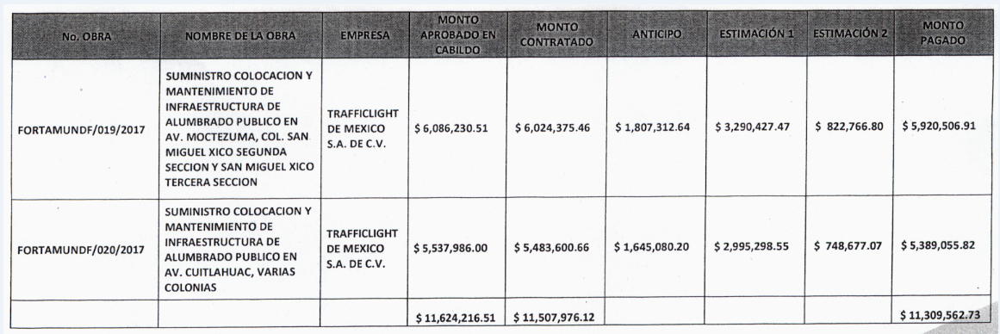 No. OBRA
NOMBRE DE LA OBRA
EMPRESA
MONTO
APROBADO EN
CABILDO
MONTO
CONTRATADO
ANTICIPO
ESTIMACIÓN 1
ESTIMACIÓN 2
MONTO
PAGADO
FORTAMUNDF/019/2017
SUMINISTRO COLOCACION Y
MANTENIMIENTO DE
INFRAESTRUCTURA DE
ALUMBRADO PUBLICO EN
AV. MOCTEZUMA, COL. SAN
MIGUEL XICO SEGUNDA
SECCION Y SAN MIGUEL XICO
TERCERA SECCION
TRAFFICLIGHT
DE MEXICO
S.A. DE C.V.
$ 6,086,230.51
$ 6,024,375.46
$ 1,807,312.64
$ 3,290,427.47
$ 822,766.80
$ 5,920,506.91
FORTAMUNDF/020/2017
SUMINISTRO COLOCACION Y
MANTENIMIENTO DE
INFRAESTRUCTURA DE
ALUMBRADO PUBLICO EN
AV. CUITLAHUAC, VARIAS
COLONIAS
TRAFFICLIGHT
DE MEXICO
S.A. DE C.V.
$ 5,537,986.00
$ 5,483,600.66
$ 1,645,080.20
$ 2,995,298.55
$ 748,677.07
$ 5,389,055.82
$ 11,624,216.51
$ 11,507,976.12
$ 11,309,562.73